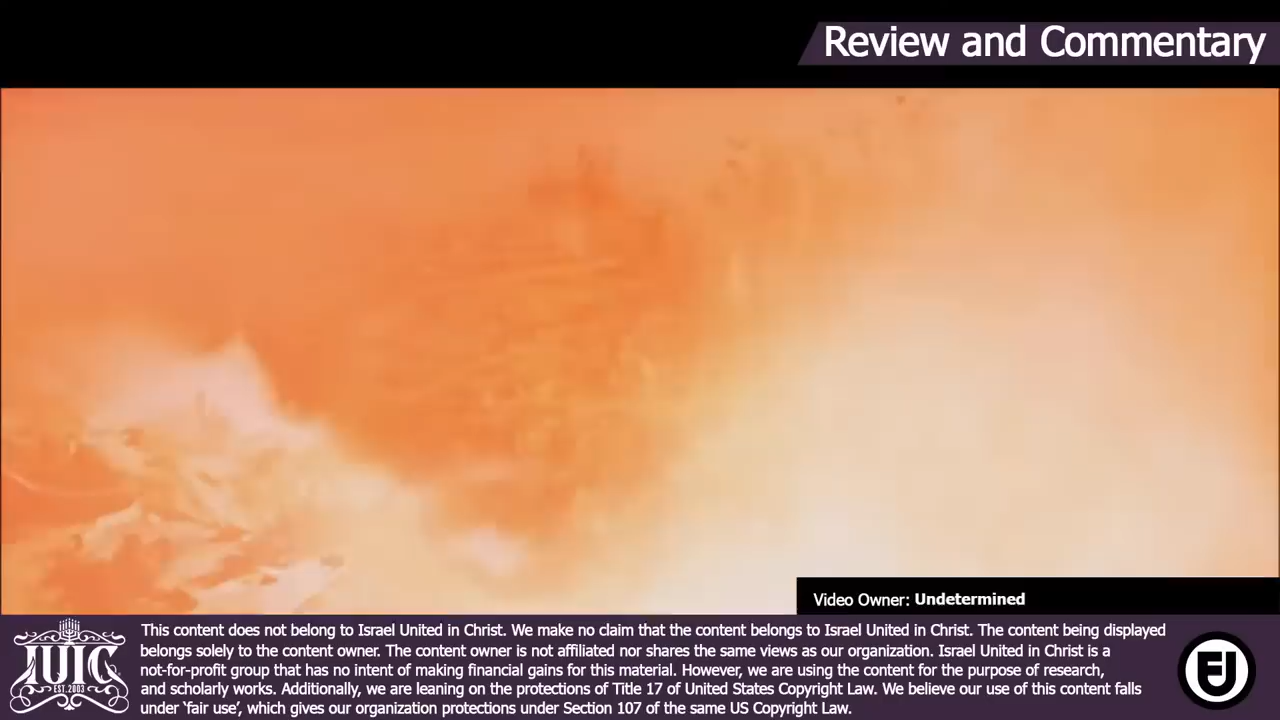 Review and Commentary
Video Owner: Undetermined
This content does not belong to Israel United in Christ. We make no claim that the content belongs to Israel United in Christ. The content being displayed
belongs solely to the content owner. The content owner is not affiliated nor shares the same views as our organization. Israel United in Christ is a
not-for-profit group that has no intent of making financial gains for this material. However, we are using the content for the purpose of research,
and scholarly works. Additionally, we are leaning on the protections of Title 17 of United States Copyright Law. We believe our use of this content falls
under ‘fair use’, which gives our organization protections under Section 107 of the same US Copyright Law.
IUIC
EST. 2003